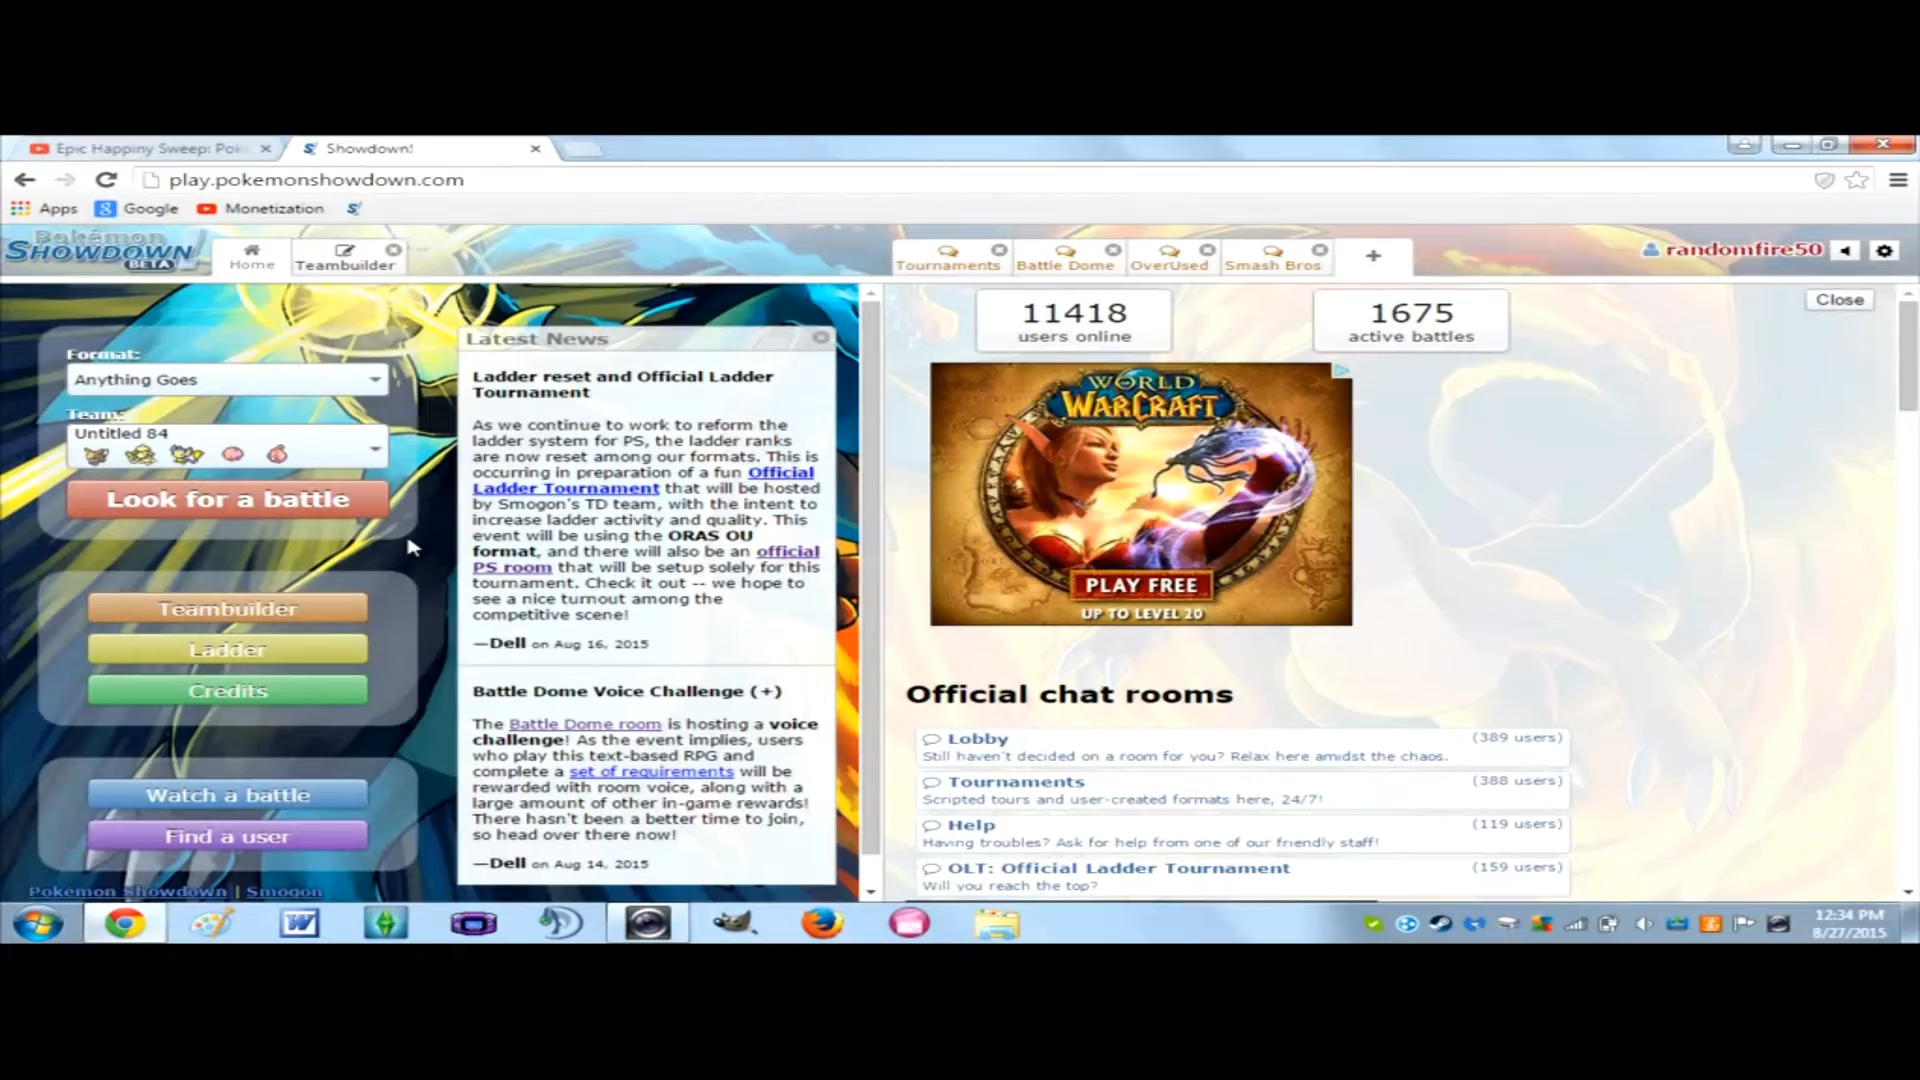 Epic Happiny Sweep: Pok
Showdown!
play.pokemonshowdown.com
Apps
Google
Monetization
Pokémon
SHOWDOWN
BETA
Home
Teambuilder
Tournaments
Battle Dome
OverUsed
Smash Bros
+
randomfire50
Format:
Anything Goes
Team:
Untitled 84
Look for a battle
Teambuilder
Ladder
Credits
Watch a battle
Find a user
Pokemon Showdown | Smogon
Latest News
Ladder reset and Official Ladder
Tournament
As we continue to work to reform the
ladder system for PS, the ladder ranks
are now reset among our formats. This is
occurring in preparation of a fun Official
Ladder Tournament that will be hosted
by Smogon's TD team, with the intent to
increase ladder activity and quality. This
event will be using the ORAS OU
format, and there will also be an official
PS room that will be setup solely for this
tournament. Check it out -- we hope to
see a nice turnout among the
competitive scene!
—Dell on Aug 16, 2015
Battle Dome Voice Challenge (+)
The Battle Dome room is hosting a voice
challenge! As the event implies, users
who play this text-based RPG and
complete a set of requirements will be
rewarded with room voice, along with a
large amount of other in-game rewards!
There hasn't been a better time to join,
so head over there now!
—Dell on Aug 14, 2015
11418
users online
1675
active battles
Close
WORLD
WARCRAFT
PLAY FREE
UP TO LEVEL 20
Official chat rooms
Lobby
(389 users)
Still haven't decided on a room for you? Relax here amidst the chaos.
Tournaments
(388 users)
Scripted tours and user-created formats here, 24/7!
Help
(119 users)
Having troubles? Ask for help from one of our friendly staff!
OLT: Official Ladder Tournament
(159 users)
Will you reach the top?
12:34 PM
8/27/2015